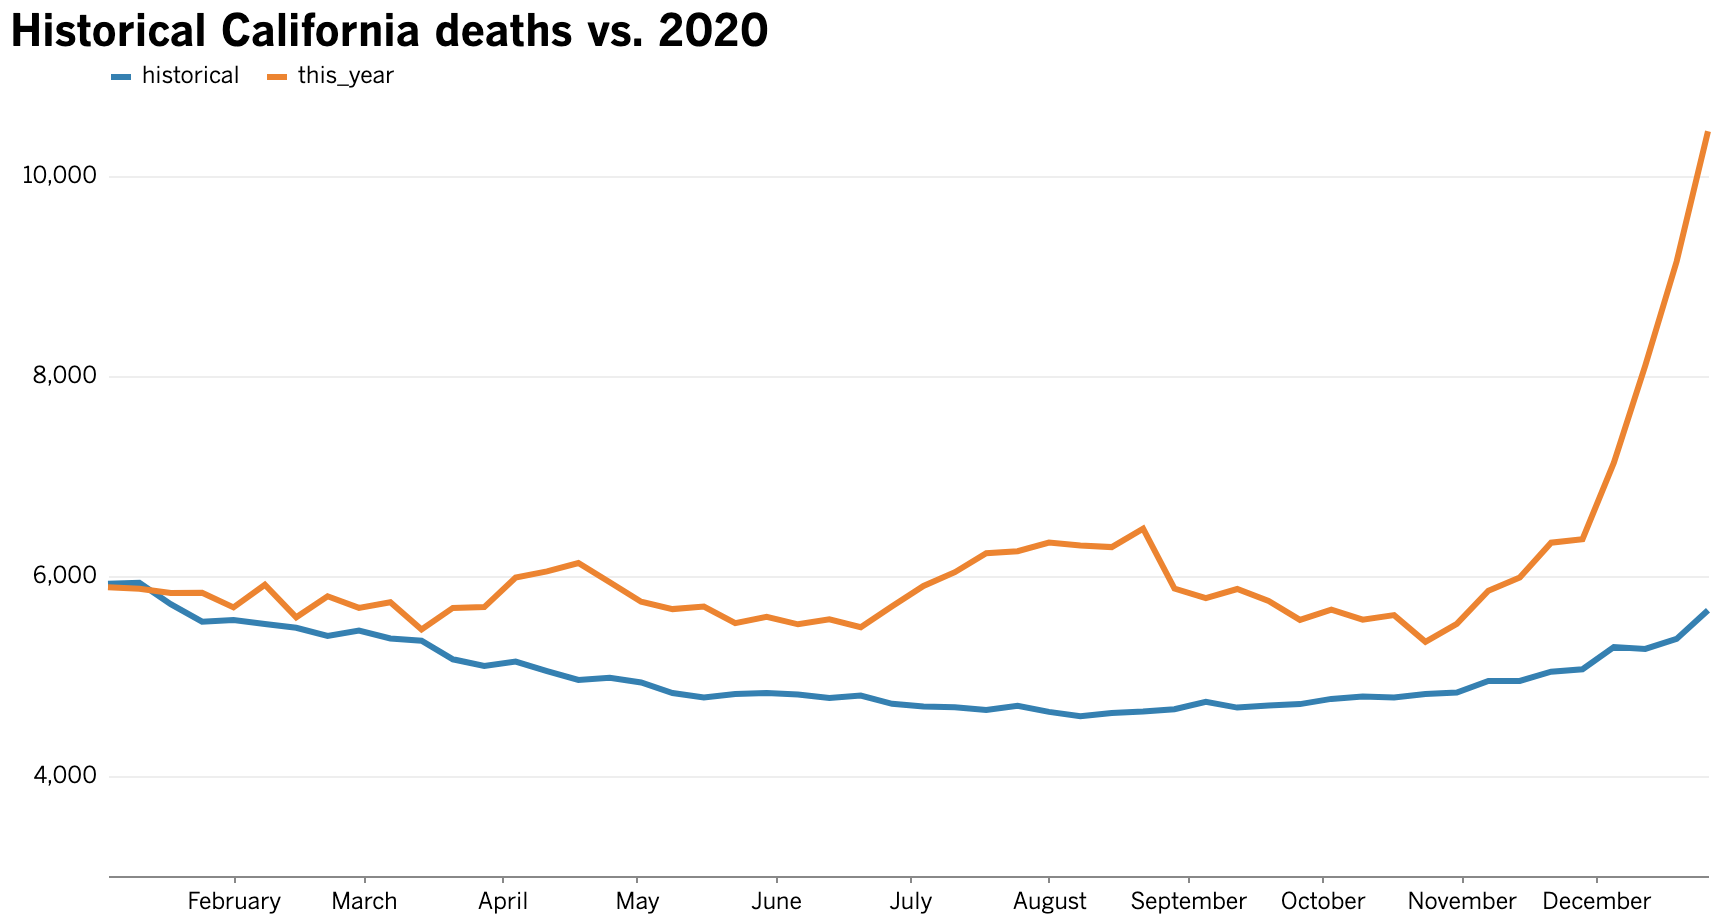 Historical California deaths vs. 2020
historical this_year
10,000
8,000
6,000
4,000
February March April May June July August September October November December